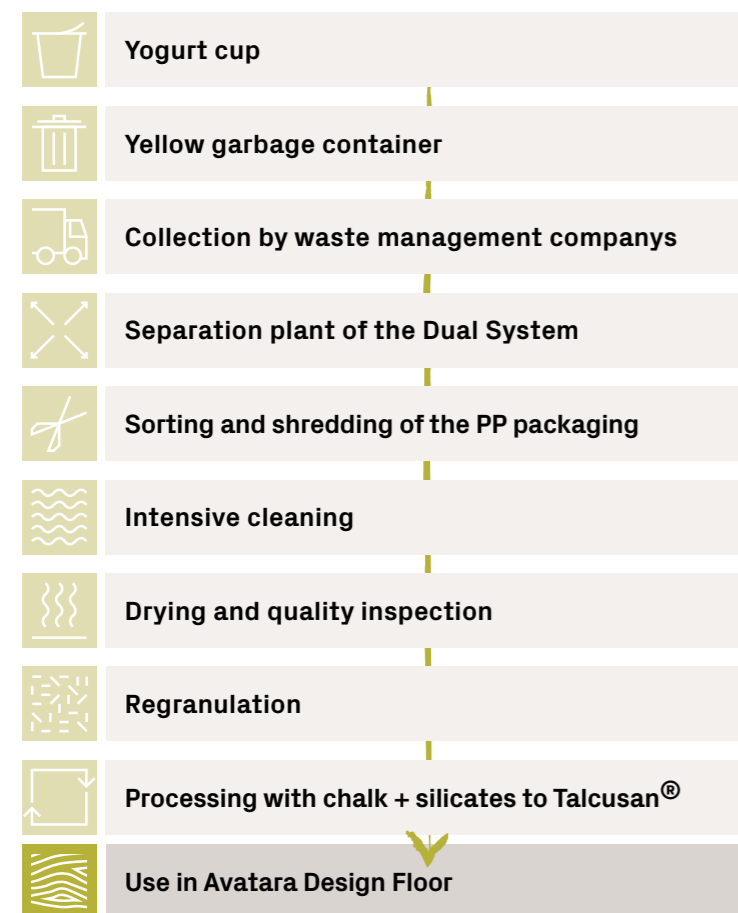 Yogurt cup
Yellow garbage container
Collection by waste management companys
Separation plant of the Dual System
Sorting and shredding of the PP packaging
Intensive cleaning
Drying and quality inspection
Regranulation
Processing with chalk + silicates to Talcusan®
Use in Avatara Design Floor